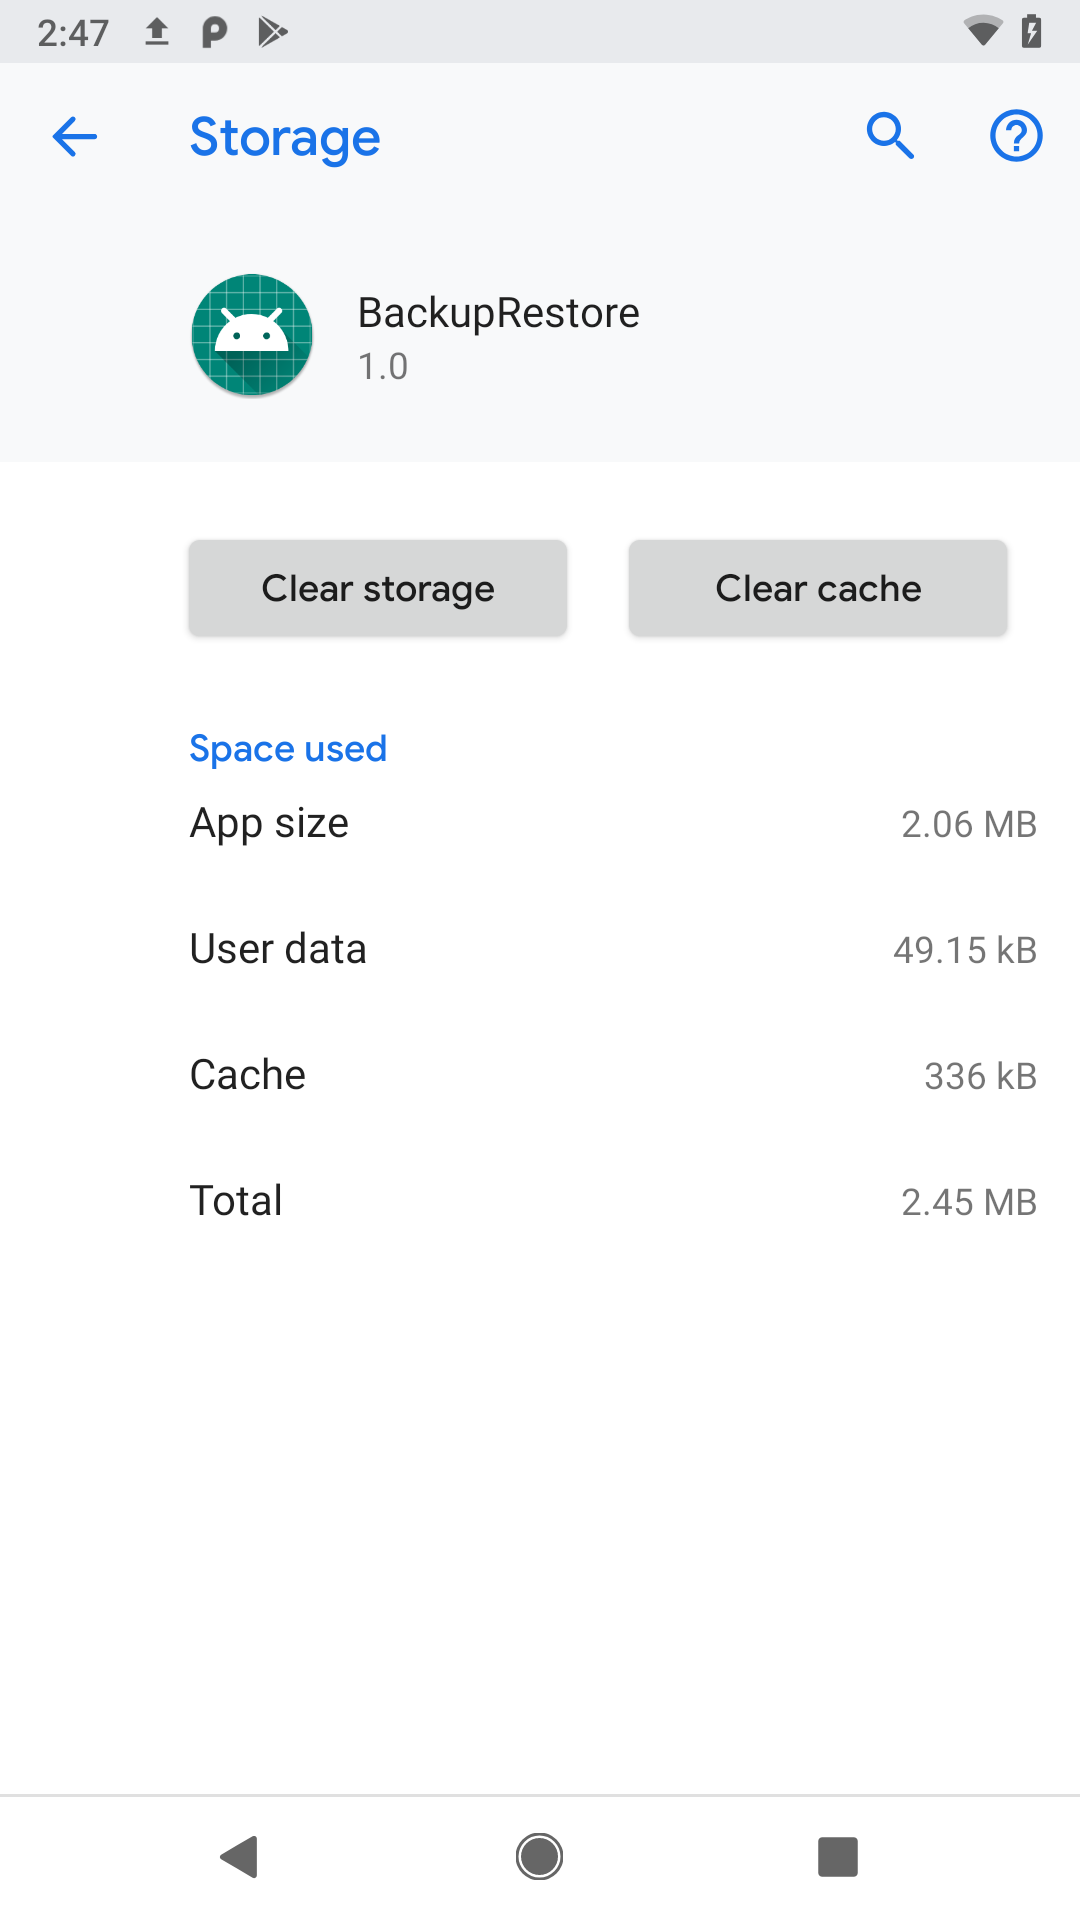 2:47
Storage
BackupRestore
1.0
Clear storage
Clear cache
Space used
App size
2.06 MB
User data
49.15 kB
Cache
336 kB
Total
2.45 MB